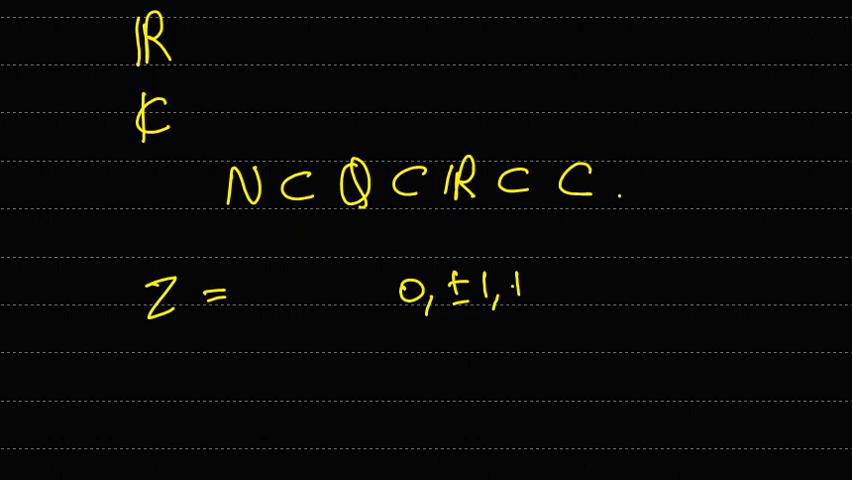 ℝ
ℂ
N ⊂ ℚ ⊂ ℝ ⊂ C .
Z = 0, ±1,